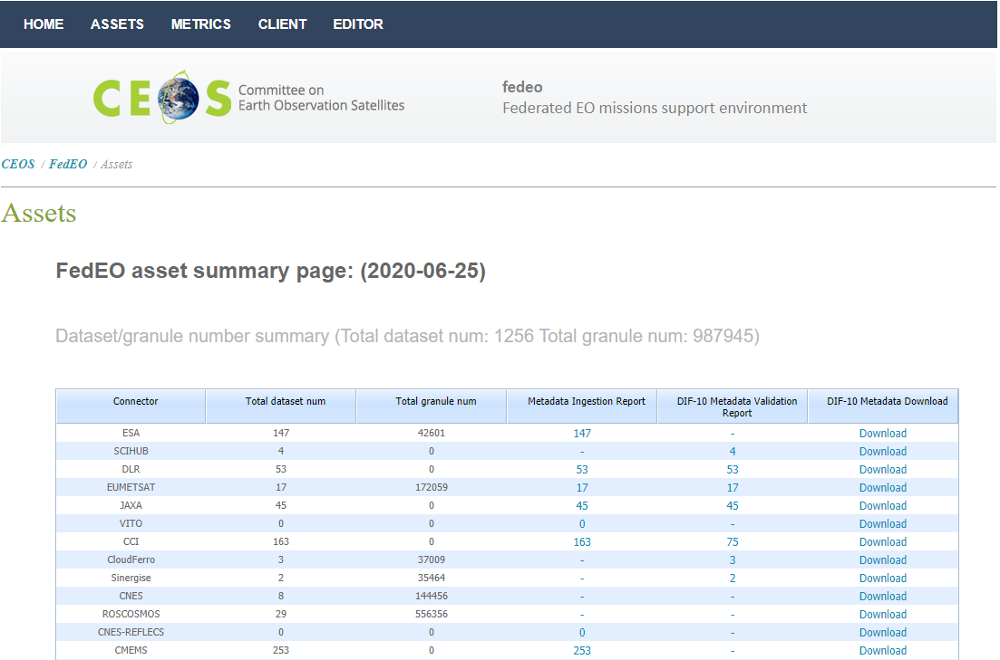 HOME ASSETS METRICS CLIENT EDITOR
CEOS Committee on
Earth Observation Satellites
fedeo
Federated EO missions support environment
CEOS / FedEO / Assets
Assets
FedEO asset summary page: (2020-06-25)
Dataset/granule number summary (Total dataset num: 1256 Total granule num: 987945)
Connector Total dataset num Total granule num Metadata Ingestion Report DIF-10 Metadata Validation Report DIF-10 Metadata Download
ESA 147 42601 147 - Download
SCIHUB 4 0 - 4 Download
DLR 53 0 53 53 Download
EUMETSAT 17 172059 17 17 Download
JAXA 45 0 45 45 Download
VITO 0 0 0 - Download
CCI 163 0 163 75 Download
CloudFerro 3 37009 - 3 Download
Sinergise 2 35464 - 2 Download
CNES 8 144456 - - Download
ROSCOSMOS 29 556356 - - Download
CNES-REFLECS 0 0 0 - Download
CMEMS 253 0 253 - Download